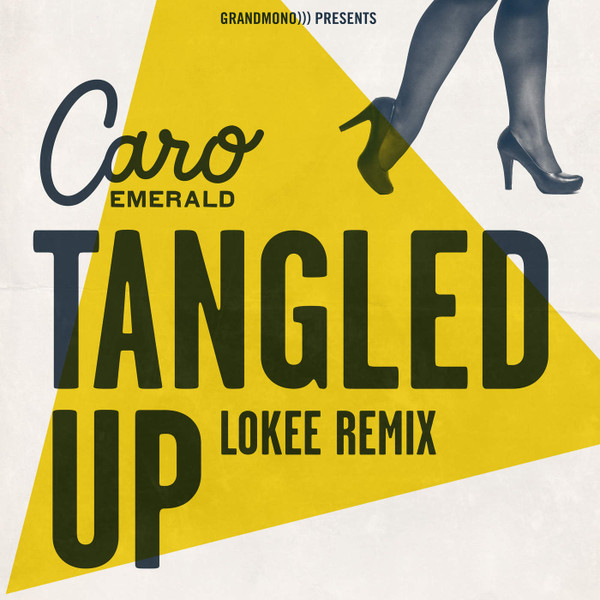 GRANDMONO))) PRESENTS
Caro
EMERALD
TANGLED
UP
LOKEE REMIX